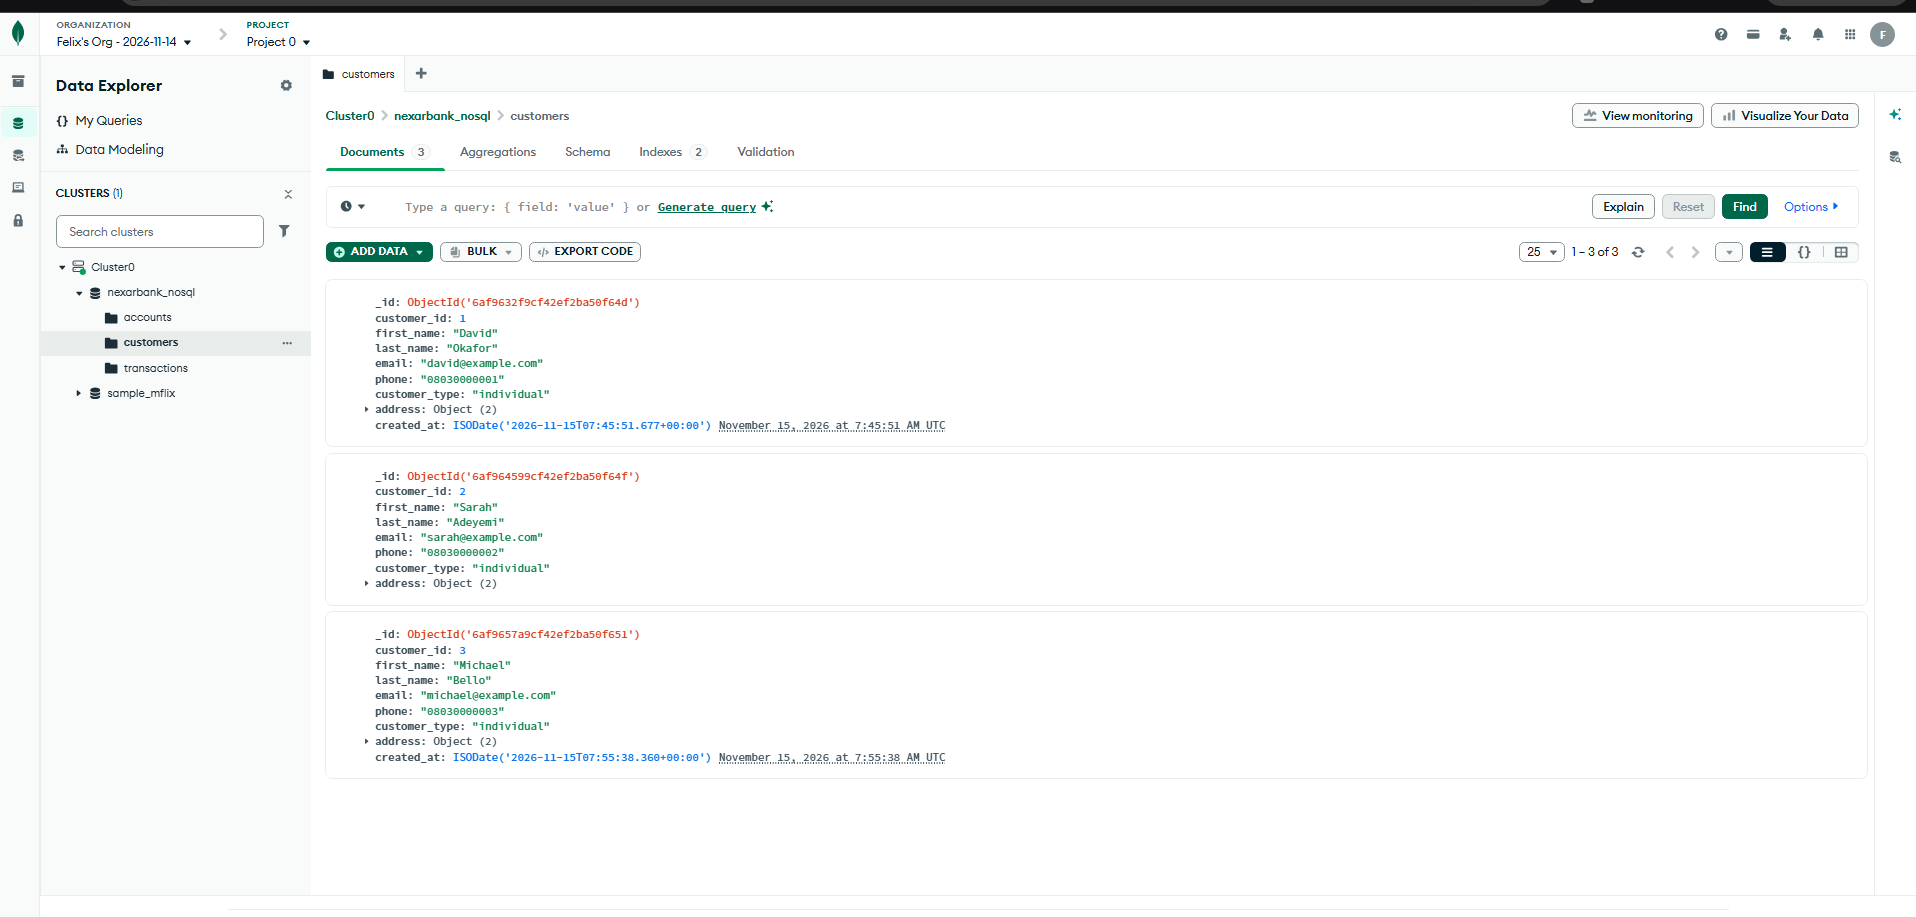 ORGANIZATION
Felix's Org - 2026-11-14
PROJECT
Project 0
F
Data Explorer
My Queries
Data Modeling
CLUSTERS (1)
Search clusters
Cluster0
nexarbank_nosql
accounts
customers
transactions
sample_mflix
customers
Cluster0 > nexarbank_nosql > customers
View monitoring
Visualize Your Data
Documents 3
Aggregations
Schema
Indexes 2
Validation
Type a query: { field: 'value' } or Generate query
Explain
Reset
Find
Options
ADD DATA
BULK
EXPORT CODE
25
1 – 3 of 3
_id: ObjectId('6af9632f9cf42ef2ba50f64d')
customer_id: 1
first_name: "David"
last_name: "Okafor"
email: "david@example.com"
phone: "08030000001"
customer_type: "individual"
address: Object (2)
created_at: ISODate('2026-11-15T07:45:51.677+00:00') November 15, 2026 at 7:45:51 AM UTC
_id: ObjectId('6af964599cf42ef2ba50f64f')
customer_id: 2
first_name: "Sarah"
last_name: "Adeyemi"
email: "sarah@example.com"
phone: "08030000002"
customer_type: "individual"
address: Object (2)
_id: ObjectId('6af9657a9cf42ef2ba50f651')
customer_id: 3
first_name: "Michael"
last_name: "Bello"
email: "michael@example.com"
phone: "08030000003"
customer_type: "individual"
address: Object (2)
created_at: ISODate('2026-11-15T07:55:38.360+00:00') November 15, 2026 at 7:55:38 AM UTC